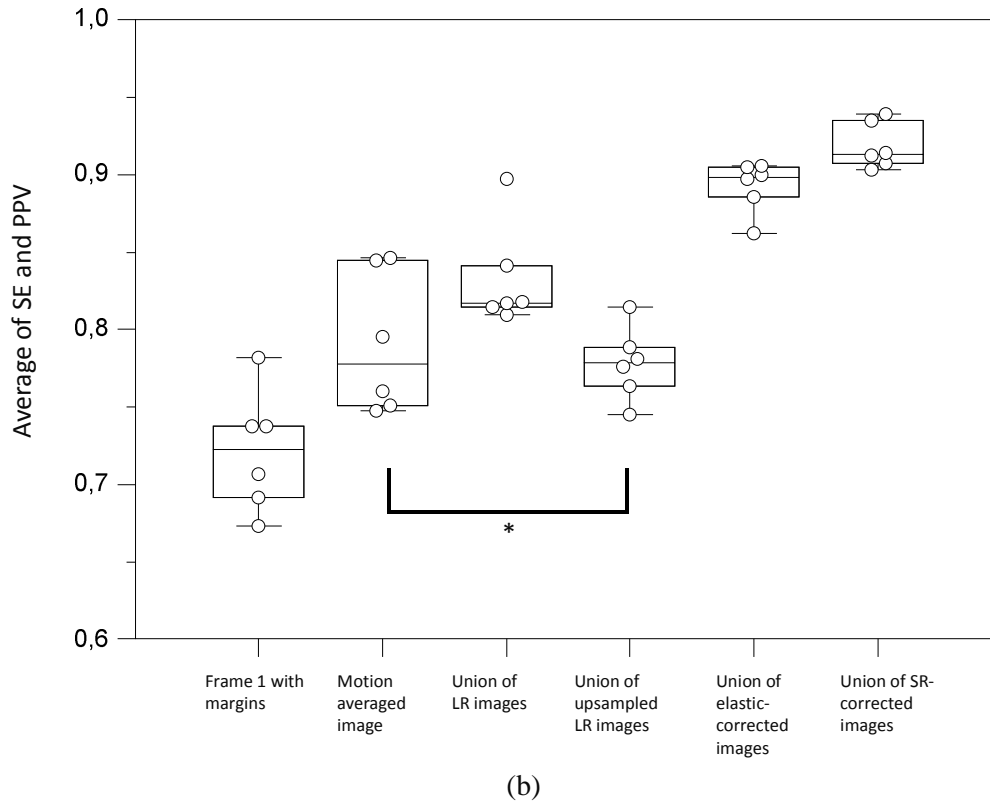 1,0
0,9
0,8
0,7
0,6
Average of SE and PPV
*
Frame 1 with
margins
Motion
averaged
image
Union of
LR images
Union of
upsampled
LR images
Union of
elastic-
corrected
images
Union of SR-
corrected
images
(b)